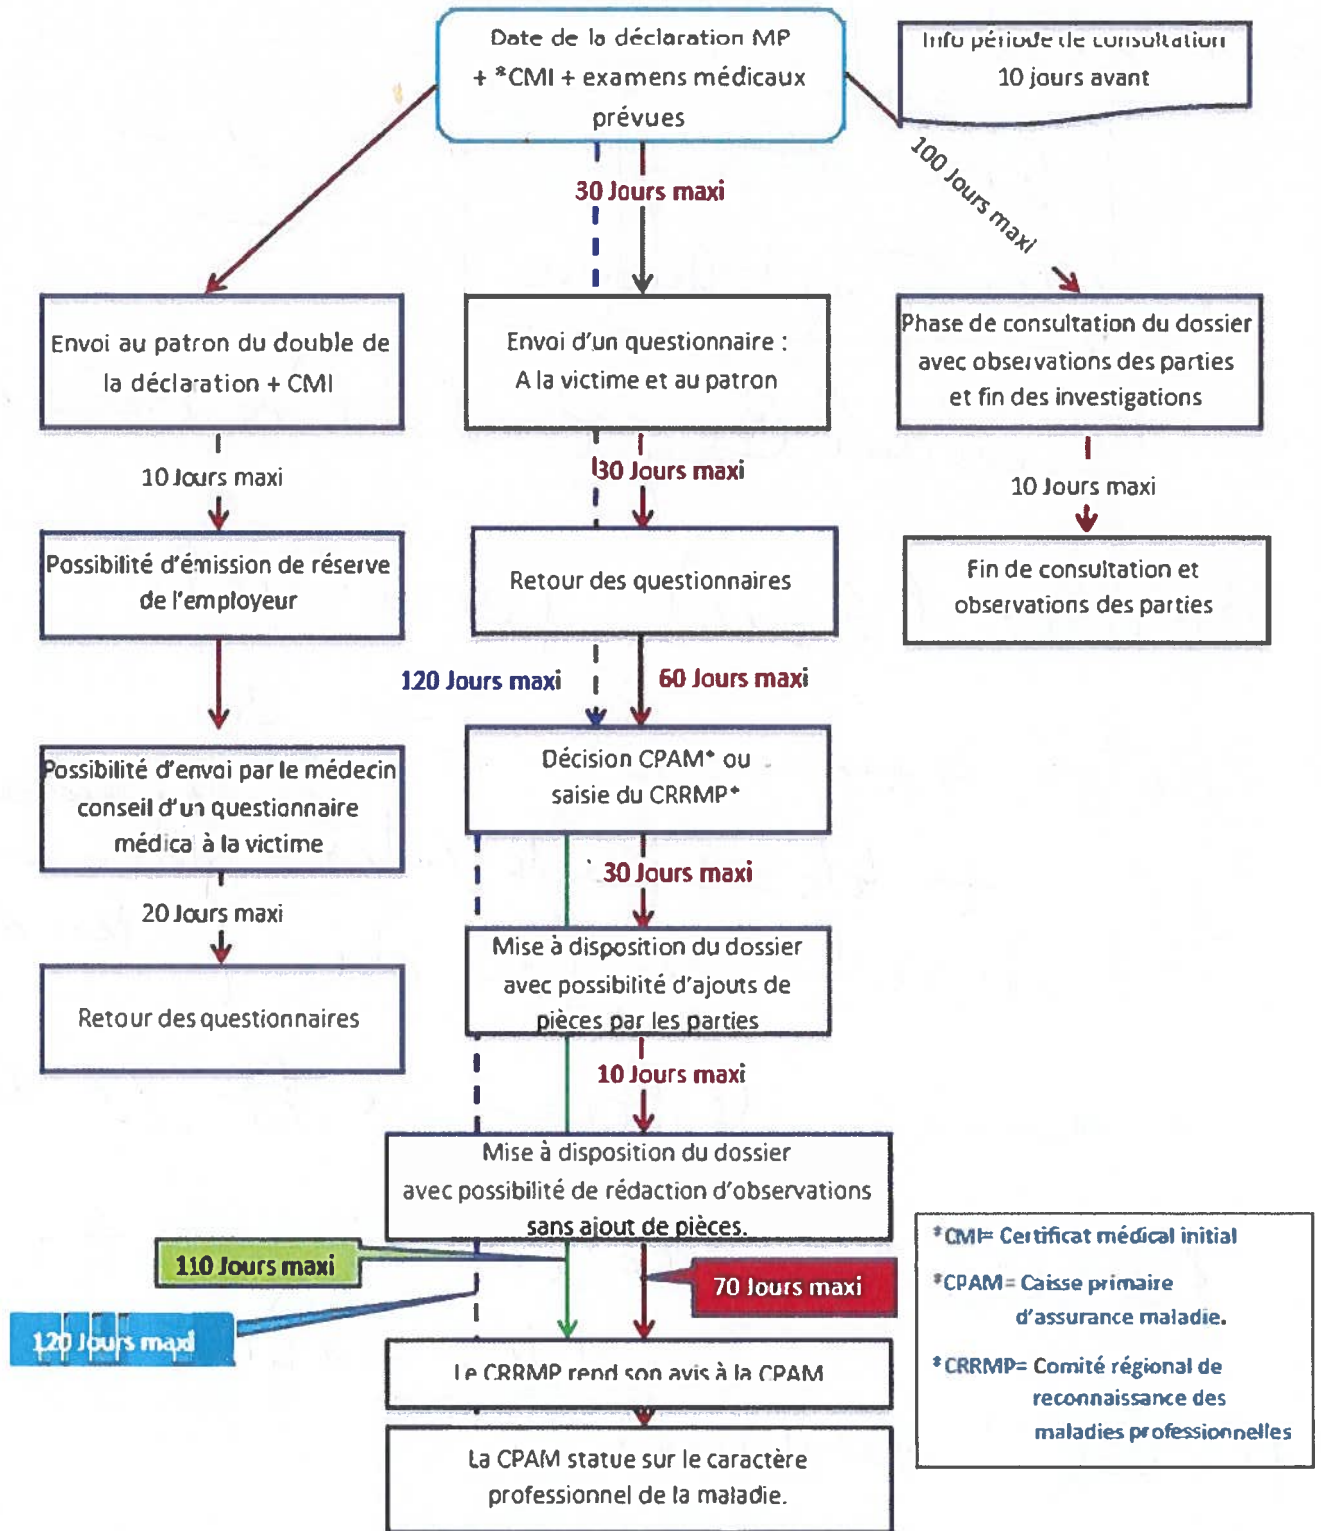 Date de la déclaration MP
+ *CMI + examens médicaux
prévues
Info période de consultation
10 jours avant
30 Jours maxi
100 Jours maxi
Envoi au patron du double de
la déclaration + CMI
Envoi d'un questionnaire :
A la victime et au patron
Phase de consultation du dossier
avec observations des parties
et fin des investigations
10 Jours maxi
30 Jours maxi
10 Jours maxi
Possibilité d'émission de réserve
de l'employeur
Retour des questionnaires
Fin de consultation et
observations des parties
120 Jours maxi
60 Jours maxi
Possibilité d'envoi par le médecin
conseil d'un questionnaire
médica à la victime
Décision CPAM* ou
saisie du CRRMP*
20 Jours maxi
30 Jours maxi
Retour des questionnaires
Mise à disposition du dossier
avec possibilité d'ajouts de
pièces par les parties
10 Jours maxi
Mise à disposition du dossier
avec possibilité de rédaction d'observations
sans ajout de pièces.
110 Jours maxi
70 Jours maxi
120 Jours maxi
*CMI= Certificat médical initial
*CPAM= Caisse primaire
d'assurance maladie.
*CRRMP= Comité régional de
reconnaissance des
maladies professionnelles
Le CRRMP rend son avis à la CPAM
La CPAM statue sur le caractère
professionnel de la maladie.